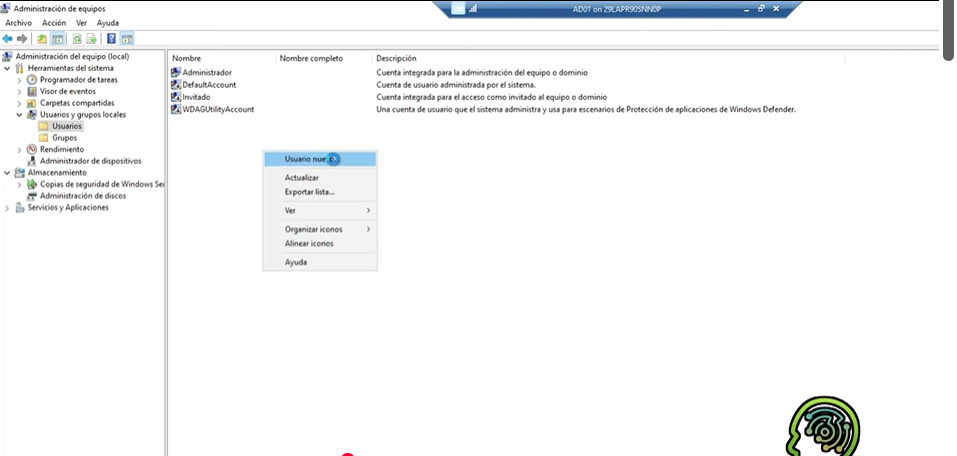 Administración de equipos
AD01 on 29LAPR90SNN0P
Archivo Acción Ver Ayuda
Administración del equipo (local)
Herramientas del sistema
Programador de tareas
Visor de eventos
Carpetas compartidas
Usuarios y grupos locales
Usuarios
Grupos
Rendimiento
Administrador de dispositivos
Almacenamiento
Copias de seguridad de Windows Ser
Administración de discos
Servicios y Aplicaciones
Nombre Nombre completo Descripción
Administrador Cuenta integrada para la administración del equipo o dominio
DefaultAccount Cuenta de usuario administrada por el sistema.
Invitado Cuenta integrada para el acceso como invitado al equipo o dominio
WDAGUtilityAccount Una cuenta de usuario que el sistema administra y usa para escenarios de Protección de aplicaciones de Windows Defender.
Usuario nue
Actualizar
Exportar lista...
Ver
Organizar iconos
Alinear iconos
Ayuda